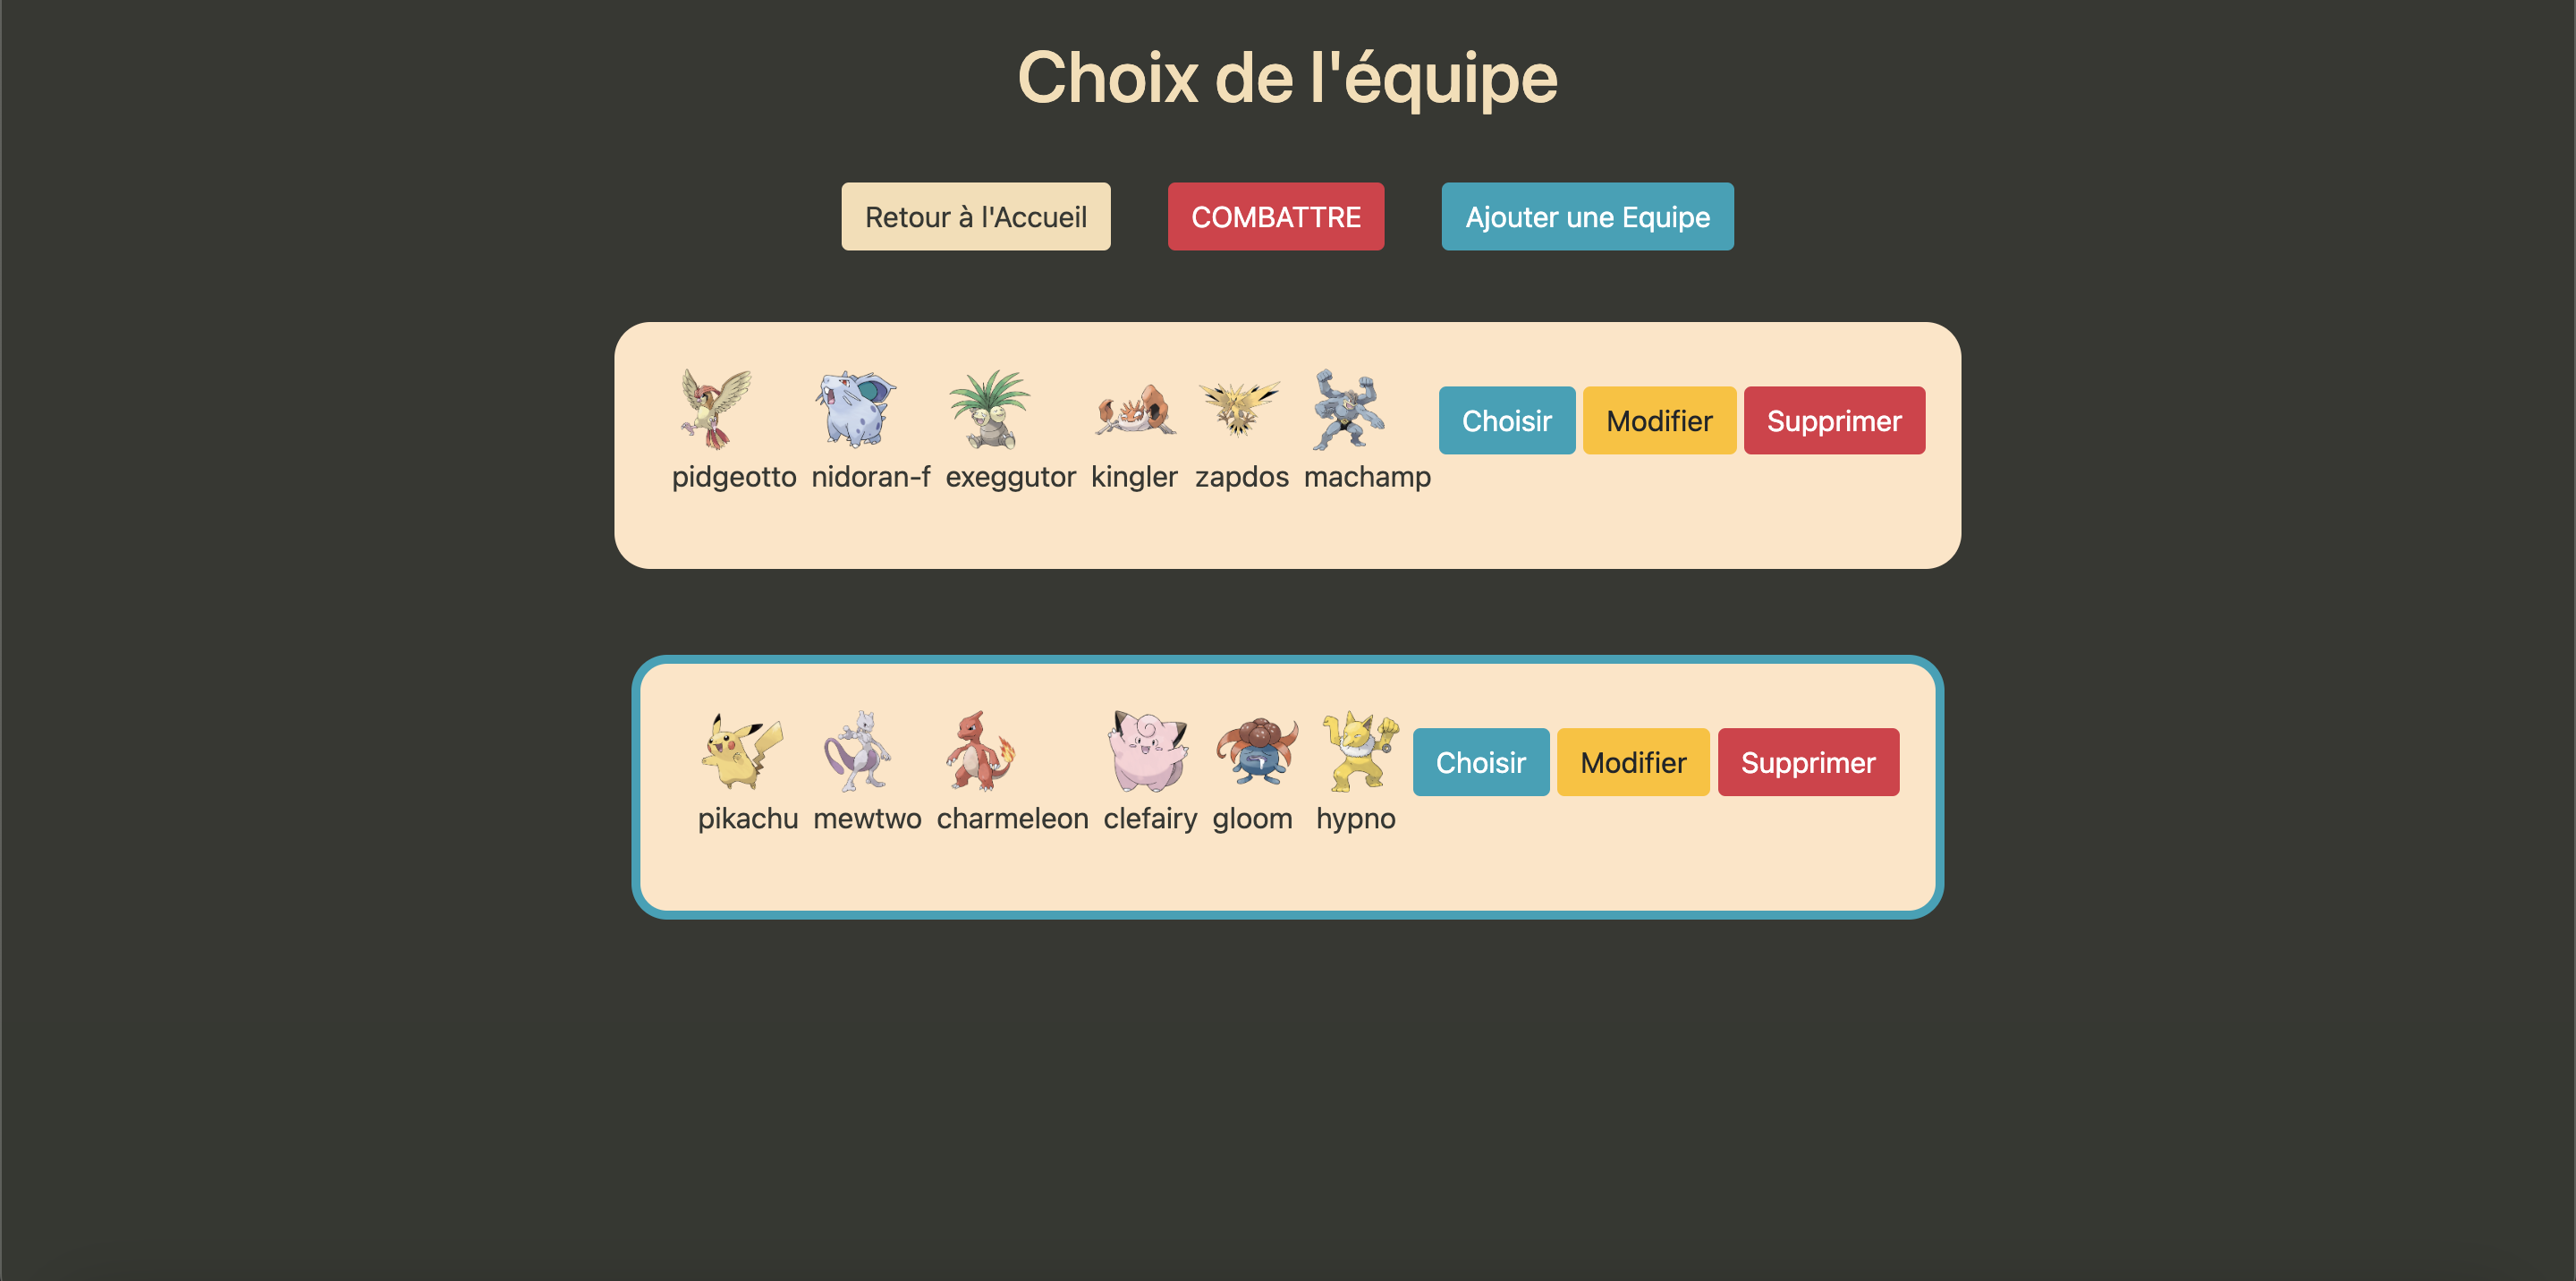 Choix de l'équipe
Retour à l'Accueil COMBATTRE Ajouter une Equipe
Choisir Modifier Supprimer
pidgeotto nidoran-f exeggutor kingler zapdos machamp
Choisir Modifier Supprimer
pikachu mewtwo charmeleon clefairy gloom hypno